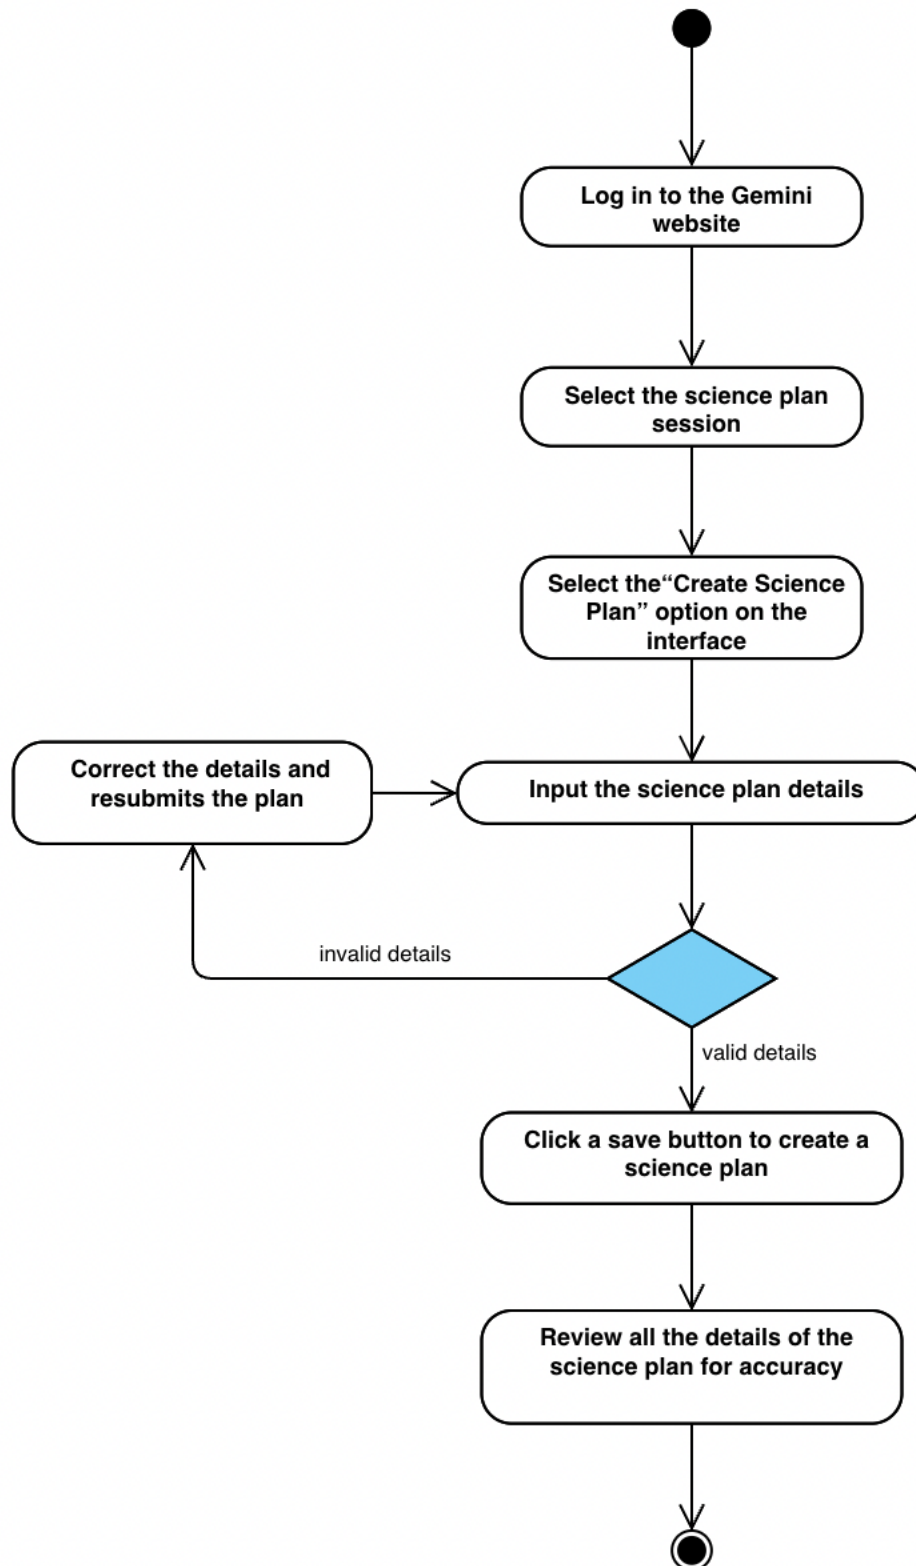 Log in to the Gemini
website
Select the science plan
session
Select the“Create Science
Plan” option on the
interface
Correct the details and
resubmits the plan
Input the science plan details
invalid details
valid details
Click a save button to create a
science plan
Review all the details of the
science plan for accuracy